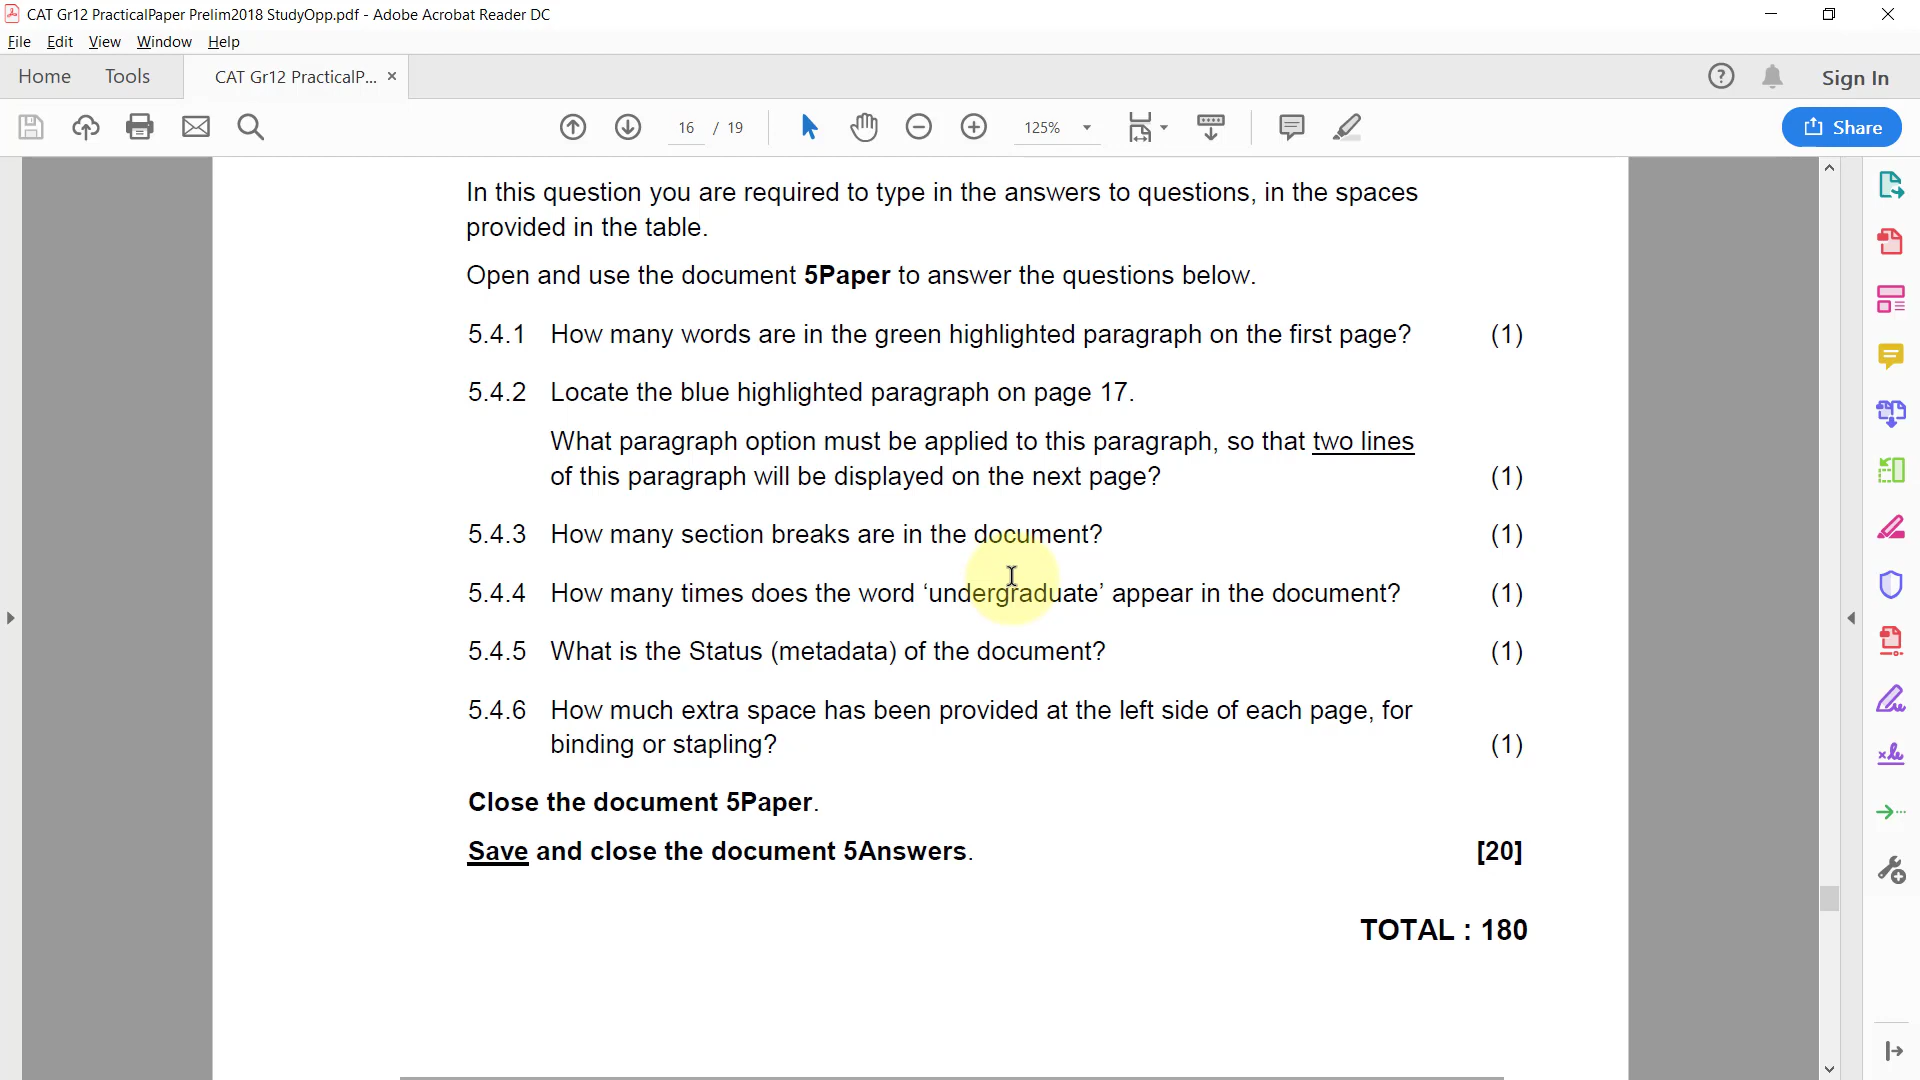 CAT Gr12 PracticalPaper Prelim2018 StudyOpp.pdf - Adobe Acrobat Reader DC
File Edit View Window Help
Home Tools CAT Gr12 PracticalP... × Sign In
16 / 19 125% Share
In this question you are required to type in the answers to questions, in the spaces
provided in the table.
Open and use the document 5Paper to answer the questions below.
5.4.1 How many words are in the green highlighted paragraph on the first page? (1)
5.4.2 Locate the blue highlighted paragraph on page 17.
What paragraph option must be applied to this paragraph, so that two lines
of this paragraph will be displayed on the next page? (1)
5.4.3 How many section breaks are in the document? (1)
5.4.4 How many times does the word ‘undergraduate’ appear in the document? (1)
5.4.5 What is the Status (metadata) of the document? (1)
5.4.6 How much extra space has been provided at the left side of each page, for
binding or stapling? (1)
Close the document 5Paper.
Save and close the document 5Answers. [20]
TOTAL : 180